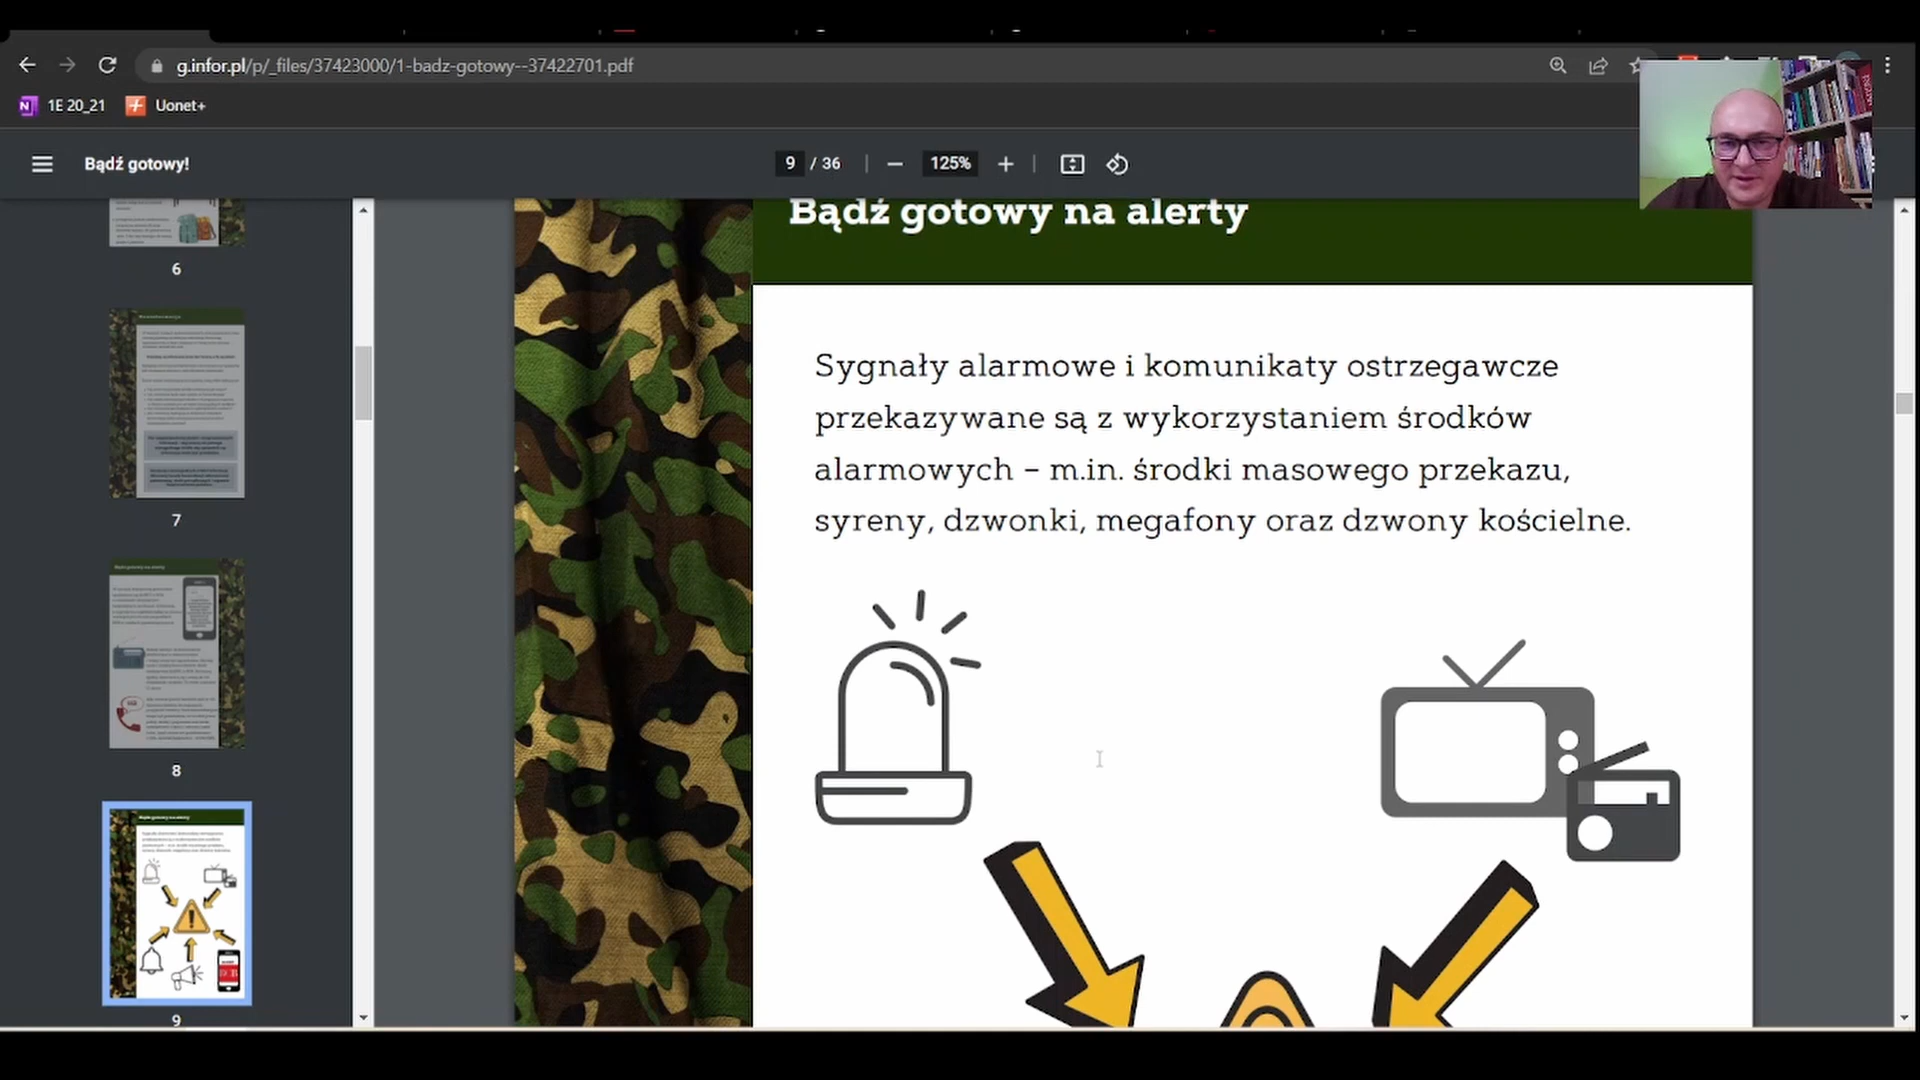 g.infor.pl/p/_files/37423000/1-badz-gotowy--37422701.pdf
1E 20_21
Uonet+
Bądź gotowy!
9 / 36
125%
Bądź gotowy na alerty
Sygnały alarmowe i komunikaty ostrzegawcze
przekazywane są z wykorzystaniem środków
alarmowych – m.in. środki masowego przekazu,
syreny, dzwonki, megafony oraz dzwony kościelne.
6
7
8
9